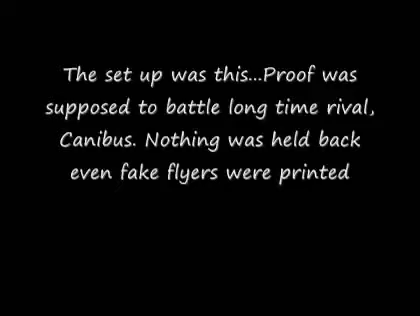 The set up was this...Proof was
supposed to battle long time rival,
Canibus. Nothing was held back
even fake flyers were printed